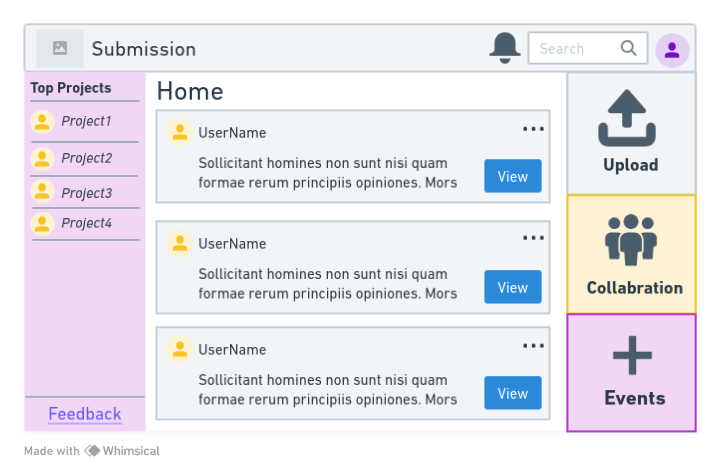 Submission
Search
Top Projects
Project1
Project2
Project3
Project4
Feedback
Home
UserName
Sollicitant homines non sunt nisi quam
formae rerum principiis opiniones. Mors
View
UserName
Sollicitant homines non sunt nisi quam
formae rerum principiis opiniones. Mors
View
UserName
Sollicitant homines non sunt nisi quam
formae rerum principiis opiniones. Mors
View
Upload
Collabration
Events
Made with Whimsical